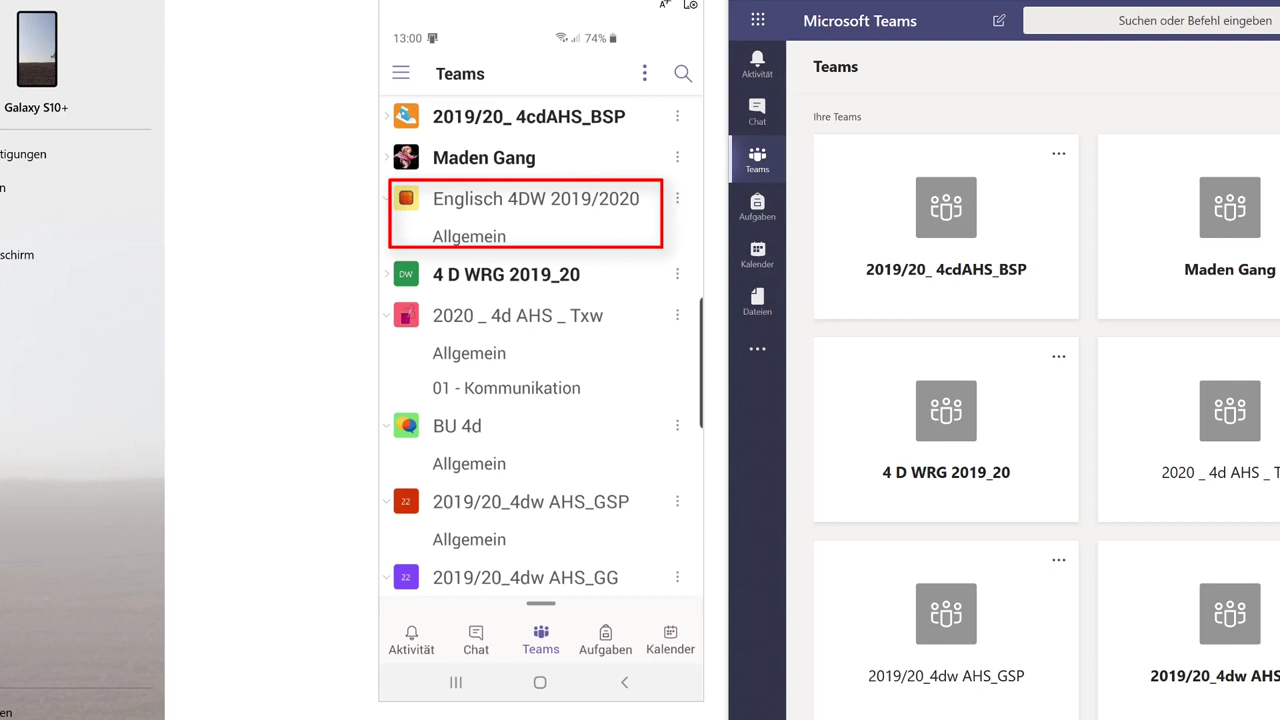 Galaxy S10+
tigungen
n
schirm
en
13:00
74%
Teams
2019/20_ 4cdAHS_BSP
Maden Gang
Englisch 4DW 2019/2020
Allgemein
DW
4 D WRG 2019_20
2020 _ 4d AHS _ Txw
Allgemein
01 - Kommunikation
BU 4d
Allgemein
22
2019/20_4dw AHS_GSP
Allgemein
22
2019/20_4dw AHS_GG
Aktivität
Chat
Teams
Aufgaben
Kalender
Microsoft Teams
Suchen oder Befehl eingeben
Aktivität
Chat
Teams
Aufgaben
Kalender
Dateien
Teams
Ihre Teams
2019/20_ 4cdAHS_BSP
Maden Gang
4 D WRG 2019_20
2020 _ 4d AHS _ T
2019/20_4dw AHS_GSP
2019/20_4dw AHS